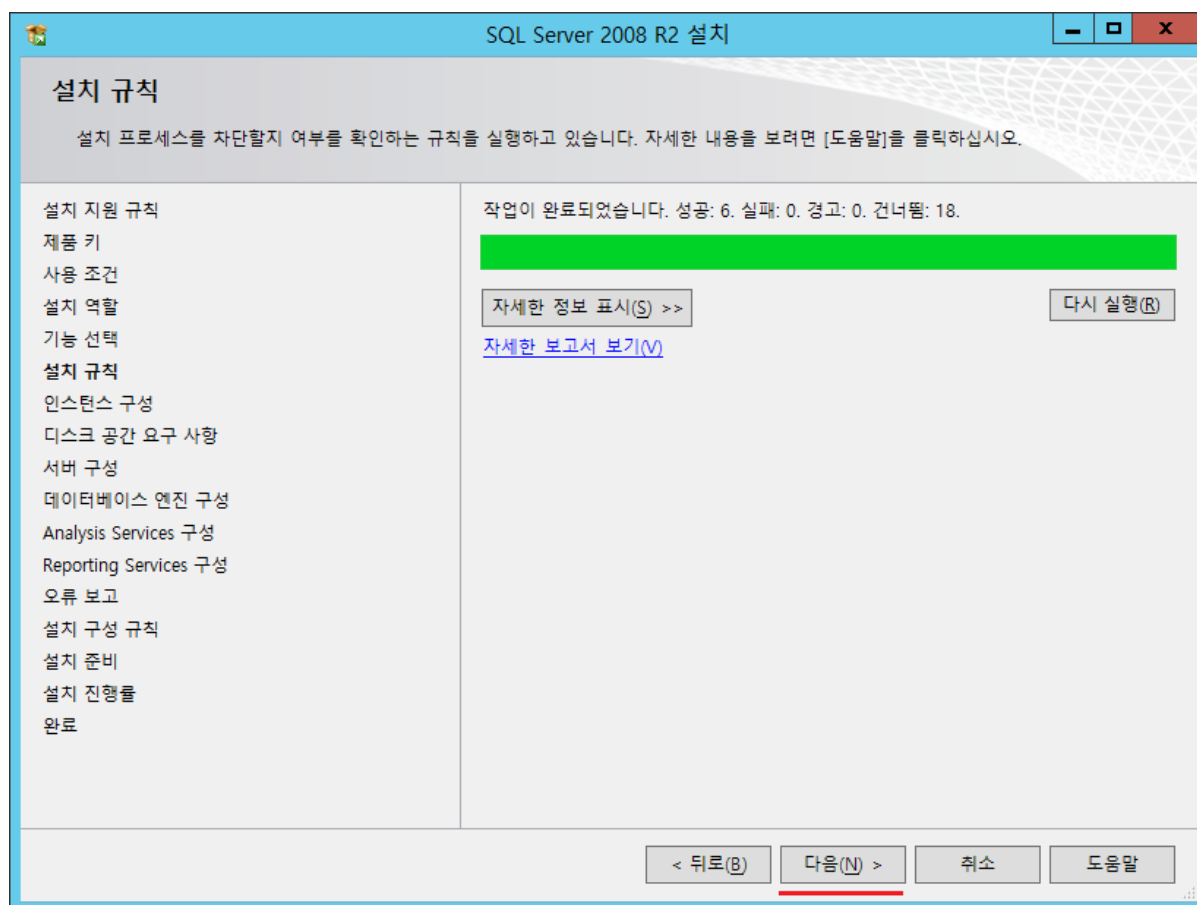 SQL Server 2008 R2 설치
설치 규칙
설치 프로세스를 차단할지 여부를 확인하는 규칙을 실행하고 있습니다. 자세한 내용을 보려면 [도움말]을 클릭하십시오.
설치 지원 규칙
제품 키
사용 조건
설치 역할
기능 선택
설치 규칙
인스턴스 구성
디스크 공간 요구 사항
서버 구성
데이터베이스 엔진 구성
Analysis Services 구성
Reporting Services 구성
오류 보고
설치 구성 규칙
설치 준비
설치 진행률
완료
작업이 완료되었습니다. 성공: 6. 실패: 0. 경고: 0. 건너뜀: 18.
자세한 정보 표시(S) >>
다시 실행(R)
자세한 보고서 보기(V)
< 뒤로(B)
다음(N) >
취소
도움말